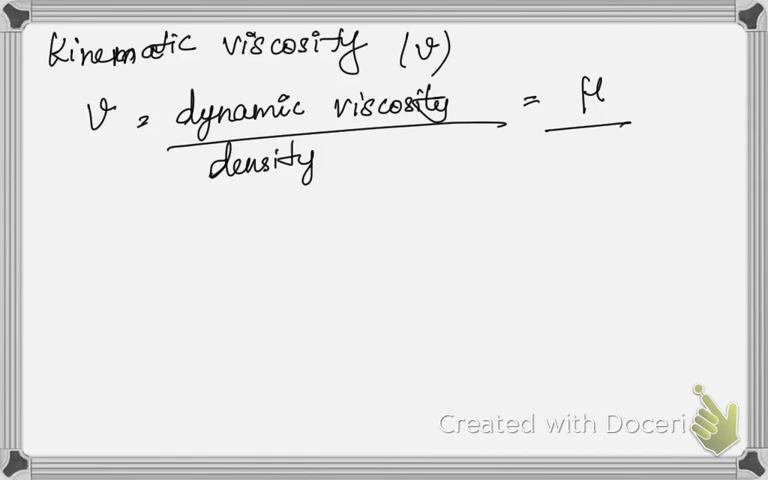 Kinematic viscosity (ν)
ν = dynamic viscosity = μ
density
Created with Doceri